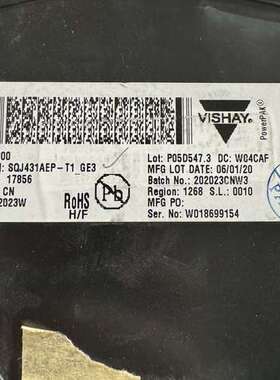 VISHAY
PowerPAK®
00
Lot: P05D547.3 DC: W04CAF
: SQJ431AEP-T1_GE3
MFG LOT DATE: 06/01/20
17856
Batch No.: 202023CNW3
CN
Region: 1268 S.L.: 0010
2023W
RoHS
H/F
Pb
MFG PO:
Ser. No: W018699154